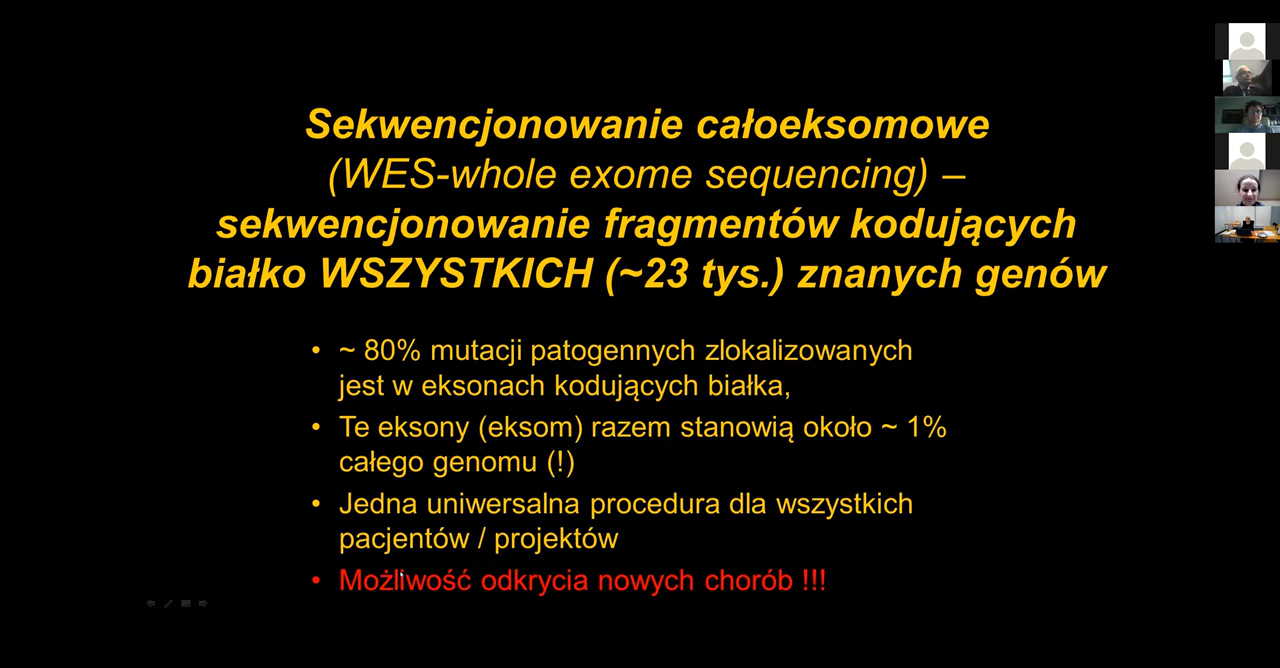 Sekwencjonowanie całoeksomowe
(WES-whole exome sequencing) –
sekwencjonowanie fragmentów kodujących
białko WSZYSTKICH (~23 tys.) znanych genów
• ~ 80% mutacji patogennych zlokalizowanych
jest w eksonach kodujących białka,
• Te eksony (eksom) razem stanowią około ~ 1%
całego genomu (!)
• Jedna uniwersalna procedura dla wszystkich
pacjentów / projektów
• Możliwość odkrycia nowych chorób !!!